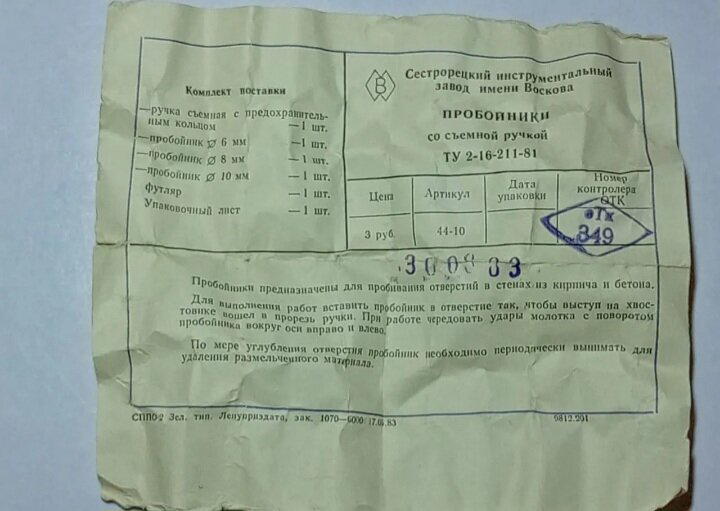 Комплект поставки
—ручка съемная с предохранитель-
ным кольцом — 1 шт.
—пробойник ⌀ 6 мм —1 шт.
—пробойник ⌀ 8 мм — 1 шт.
—пробойник ⌀ 10 мм — 1 шт.
футляр — 1 шт.
Упаковочный лист — 1 шт.
Сестрорецкий инструментальный
завод имени Воскова
ПРОБОЙНИКИ
со съемной ручкой
ТУ 2-16-211-81
Цена
Артикул
Дата
упаковки
Номер
контролера
ОТК
3 руб.
44-10
ОТК
349
Пробойники предназначены для пробивания отверстий в стенах из кирпича и бетона.
Для выполнения работ вставить пробойник в отверстие так, чтобы выступ на хвос-
товике вошел в прорезь ручки. При работе чередовать удары молотка с поворотом
пробойника вокруг оси вправо и влево.
По мере углубления отверстия пробойник необходимо периодически вынимать для
удаления размельченного материала.
СППО-2 Зел. тип. Ленуприздата, зак. 1070—6000 17.08.83